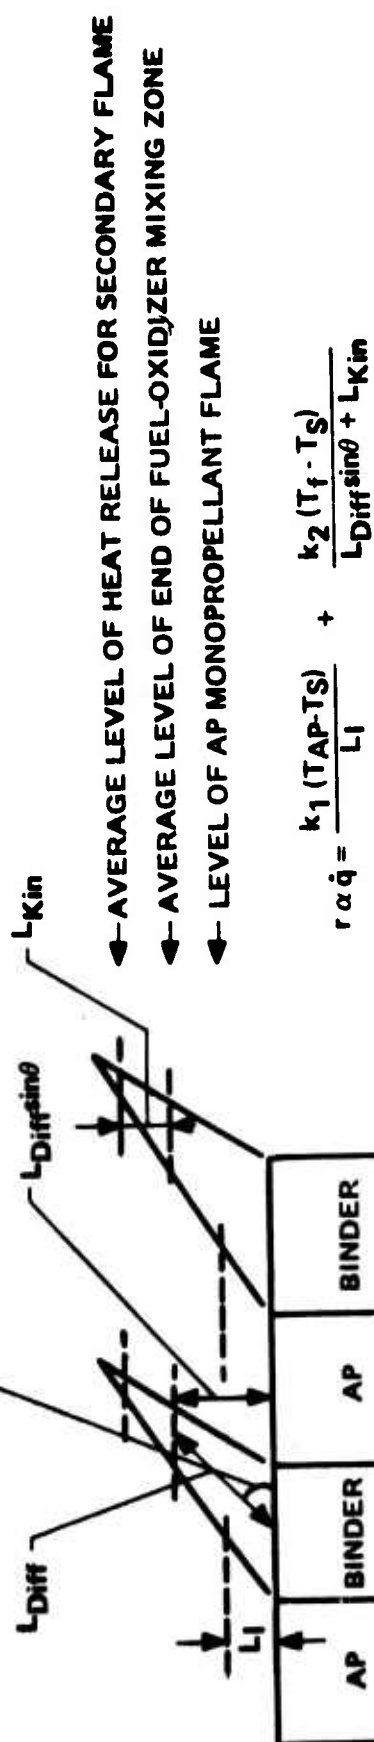 L_Diff
L_Diff sinθ
L_Kin
AVERAGE LEVEL OF HEAT RELEASE FOR SECONDARY FLAME
AVERAGE LEVEL OF END OF FUEL-OXIDIZER MIXING ZONE
LEVEL OF AP MONOPROPELLANT FLAME
L_I
AP
BINDER
AP
BINDER
r α q̇ = k_1 (T_AP-T_S) / L_I + k_2 (T_f - T_S) / L_Diff sinθ + L_Kin